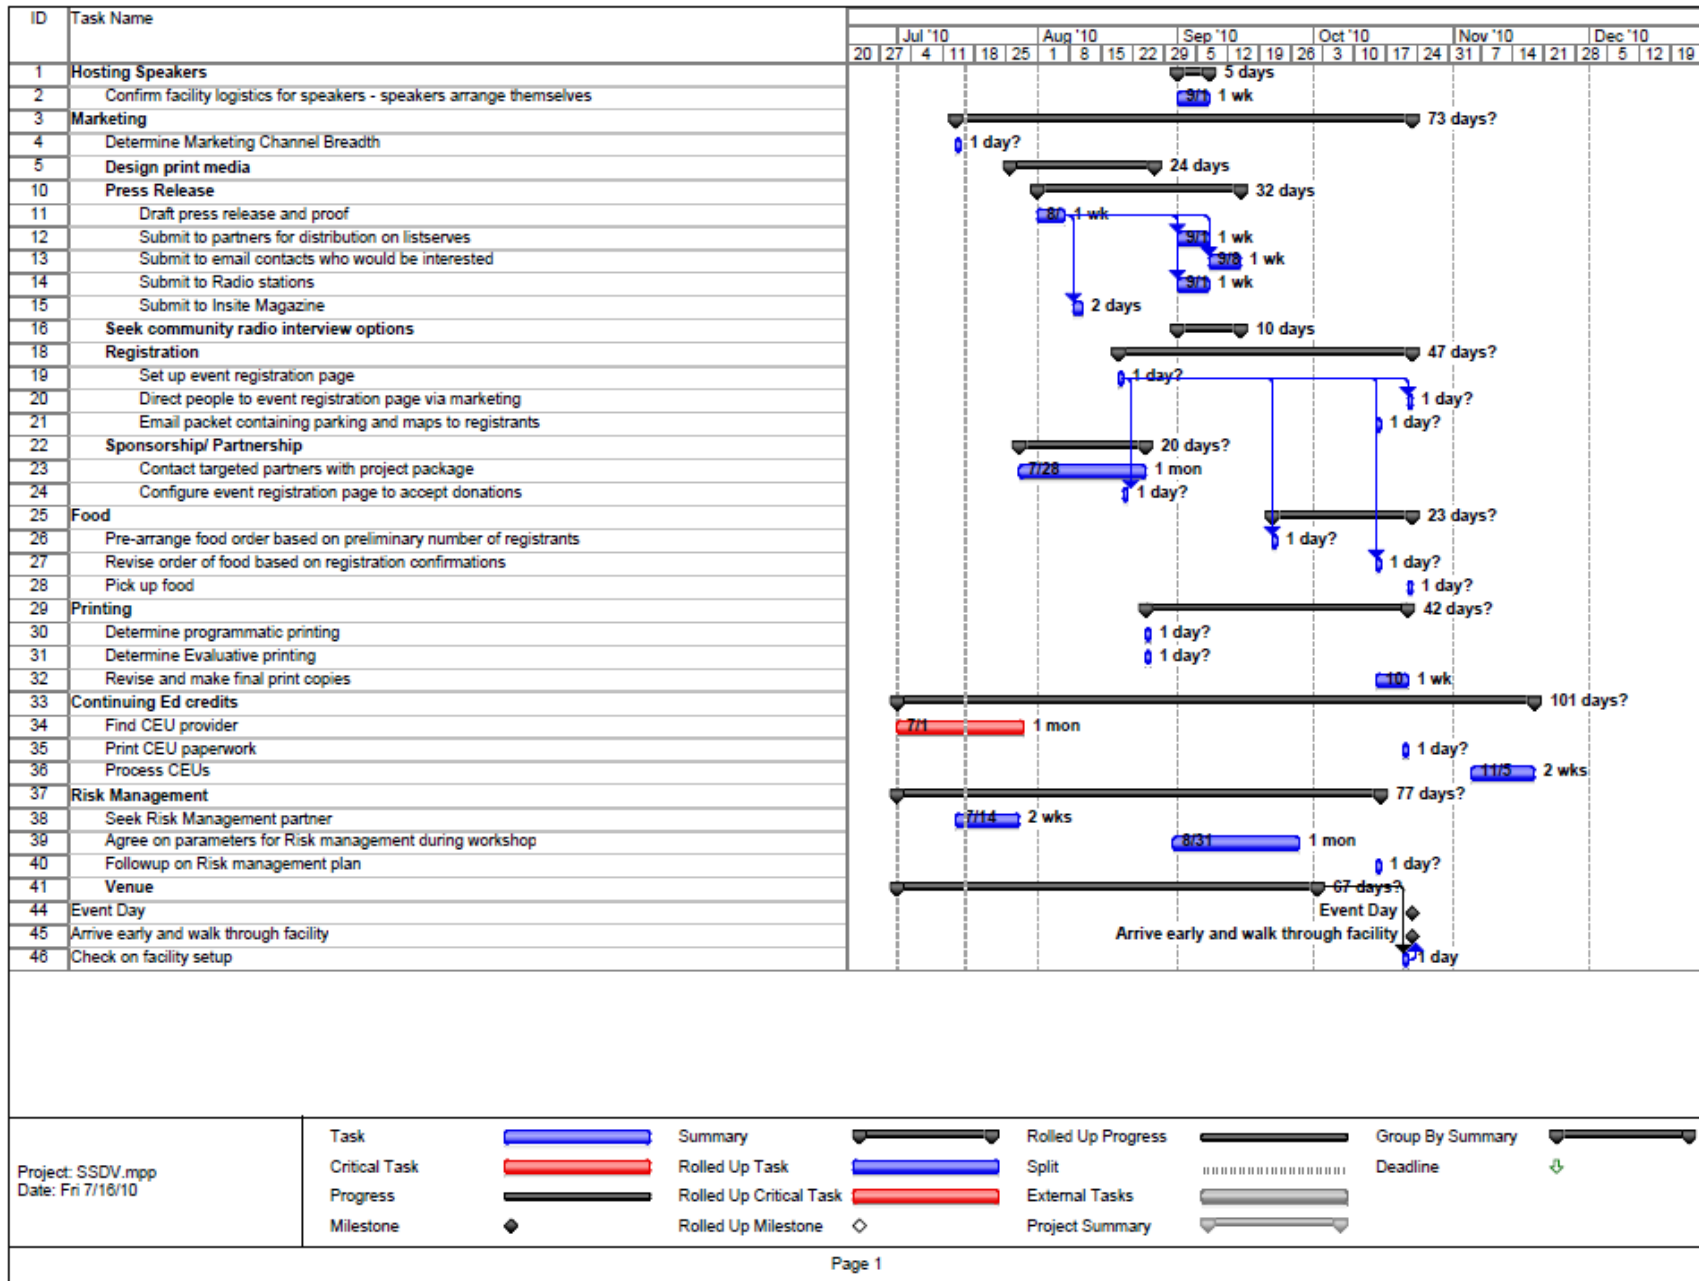 ID Task Name
Jul '10 Aug '10 Sep '10 Oct '10 Nov '10 Dec '10
20 27 4 11 18 25 1 8 15 22 29 5 12 19 26 3 10 17 24 31 7 14 21 28 5 12 19
1 Hosting Speakers 5 days
2 Confirm facility logistics for speakers - speakers arrange themselves 9/1 1 wk
3 Marketing 73 days?
4 Determine Marketing Channel Breadth 1 day?
5 Design print media 24 days
10 Press Release 32 days
11 Draft press release and proof 8/ 1 wk
12 Submit to partners for distribution on listserves 9/1 1 wk
13 Submit to email contacts who would be interested 9/8 1 wk
14 Submit to Radio stations 9/1 1 wk
15 Submit to Insite Magazine 2 days
16 Seek community radio interview options 10 days
18 Registration 47 days?
19 Set up event registration page 1 day?
20 Direct people to event registration page via marketing 1 day?
21 Email packet containing parking and maps to registrants 1 day?
22 Sponsorship/ Partnership 20 days?
23 Contact targeted partners with project package 7/28 1 mon
24 Configure event registration page to accept donations 1 day?
25 Food 23 days?
26 Pre-arrange food order based on preliminary number of registrants 1 day?
27 Revise order of food based on registration confirmations 1 day?
28 Pick up food 1 day?
29 Printing 42 days?
30 Determine programmatic printing 1 day?
31 Determine Evaluative printing 1 day?
32 Revise and make final print copies 10 1 wk
33 Continuing Ed credits 101 days?
34 Find CEU provider 7/1 1 mon
35 Print CEU paperwork 1 day?
36 Process CEUs 11/5 2 wks
37 Risk Management 77 days?
38 Seek Risk Management partner 7/14 2 wks
39 Agree on parameters for Risk management during workshop 8/31 1 mon
40 Followup on Risk management plan 1 day?
41 Venue 67 days?
44 Event Day Event Day
45 Arrive early and walk through facility Arrive early and walk through facility
46 Check on facility setup 1 day
Project: SSDV.mpp
Date: Fri 7/16/10
Task Summary Rolled Up Progress Group By Summary
Critical Task Rolled Up Task Split Deadline
Progress Rolled Up Critical Task External Tasks
Milestone Rolled Up Milestone Project Summary
Page 1